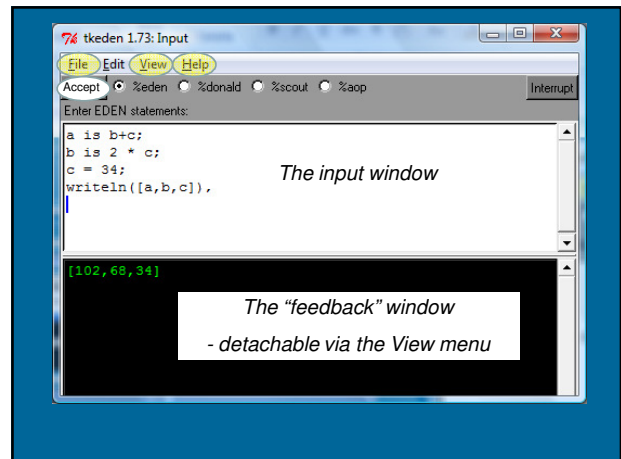 tkeden 1.73: Input
File Edit View Help
Accept %eden %donald %scout %aop Interrupt
Enter EDEN statements:
a is b+c;
b is 2 * c;
c = 34;
writeln([a,b,c]),
The input window
[102,68,34]
The “feedback” window
- detachable via the View menu